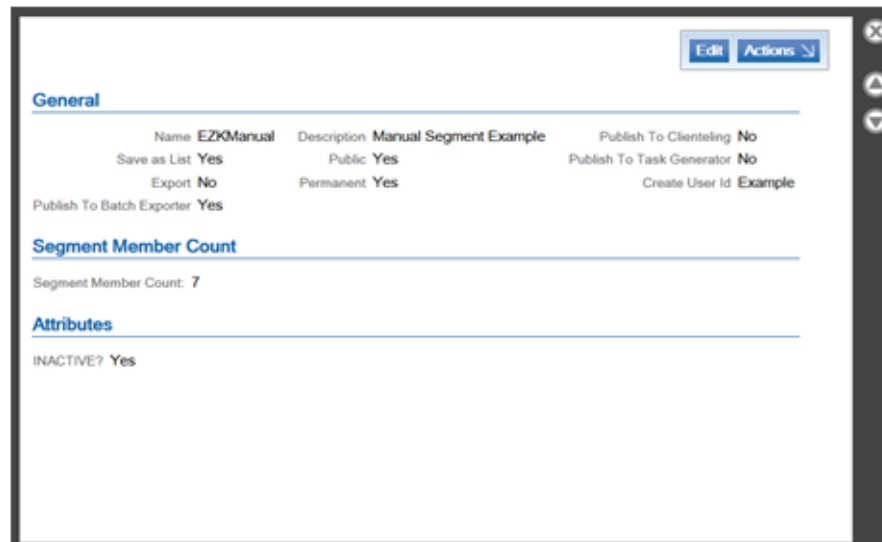 Edit Actions
General
Name EZKManual Description Manual Segment Example Publish To Clienteling No
Save as List Yes Public Yes Publish To Task Generator No
Export No Permanent Yes Create User Id Example
Publish To Batch Exporter Yes
Segment Member Count
Segment Member Count: 7
Attributes
INACTIVE? Yes